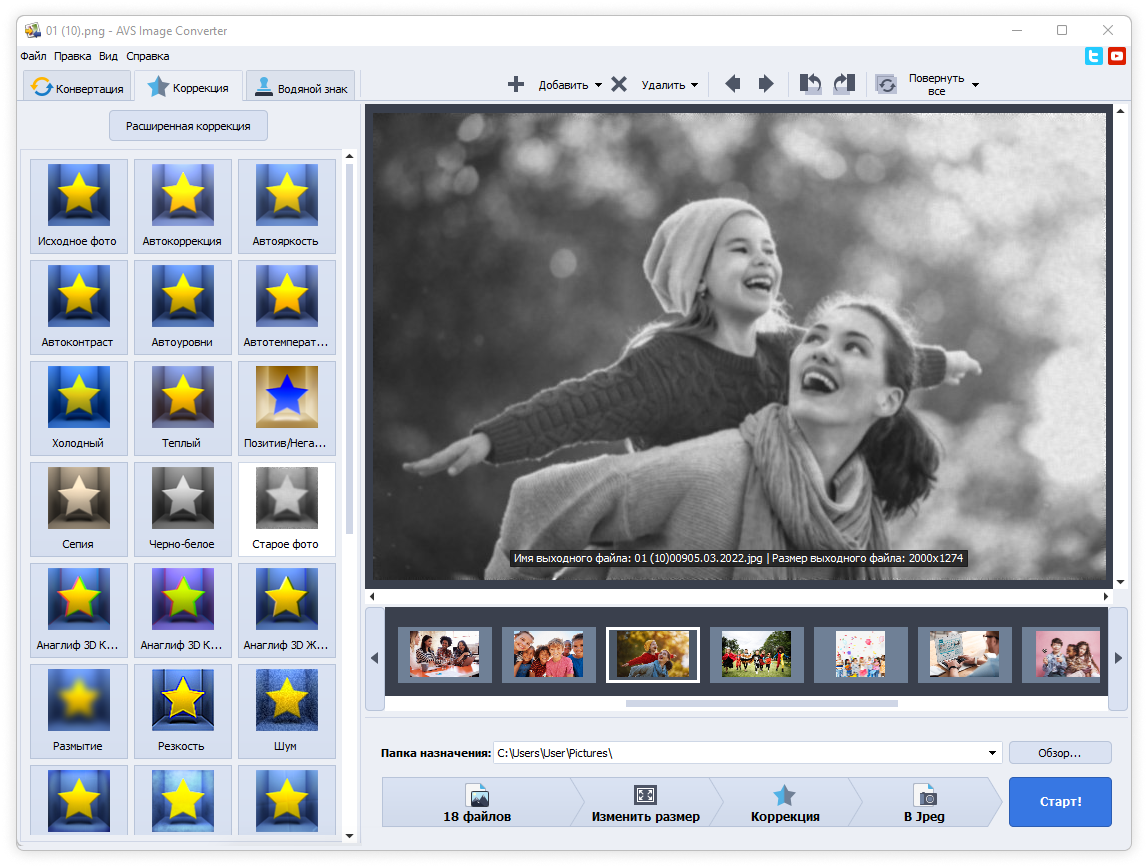 01 (10).png - AVS Image Converter
Файл Правка Вид Справка
Конвертация Коррекция Водяной знак
Добавить Удалить Повернуть все
Расширенная коррекция
Исходное фото Автокоррекция Автояркость
Автоконтраст Автоуровни Автотемперат...
Холодный Теплый Позитив/Нега...
Сепия Черно-белое Старое фото
Анаглиф 3D К... Анаглиф 3D К... Анаглиф 3D Ж...
Размытие Резкость Шум
Имя выходного файла: 01 (10)00905.03.2022.jpg | Размер выходного файла: 2000x1274
Папка назначения: C:\Users\User\Pictures\ Обзор...
18 файлов Изменить размер Коррекция В Jpeg Старт!